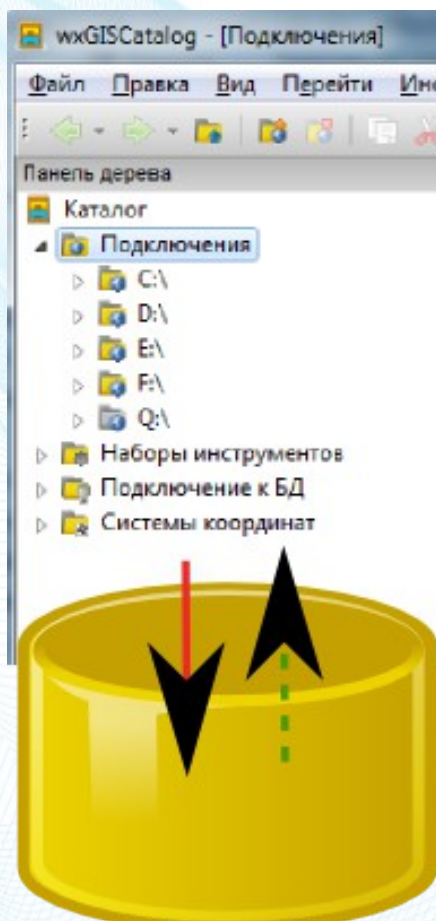 wxGISCatalog - [Подключения]
Файл Правка Вид Перейти
Панель дерева
Каталог
Подключения
C:\
D:\
E:\
F:\
Q:\
Наборы инструментов
Подключение к БД
Системы координат